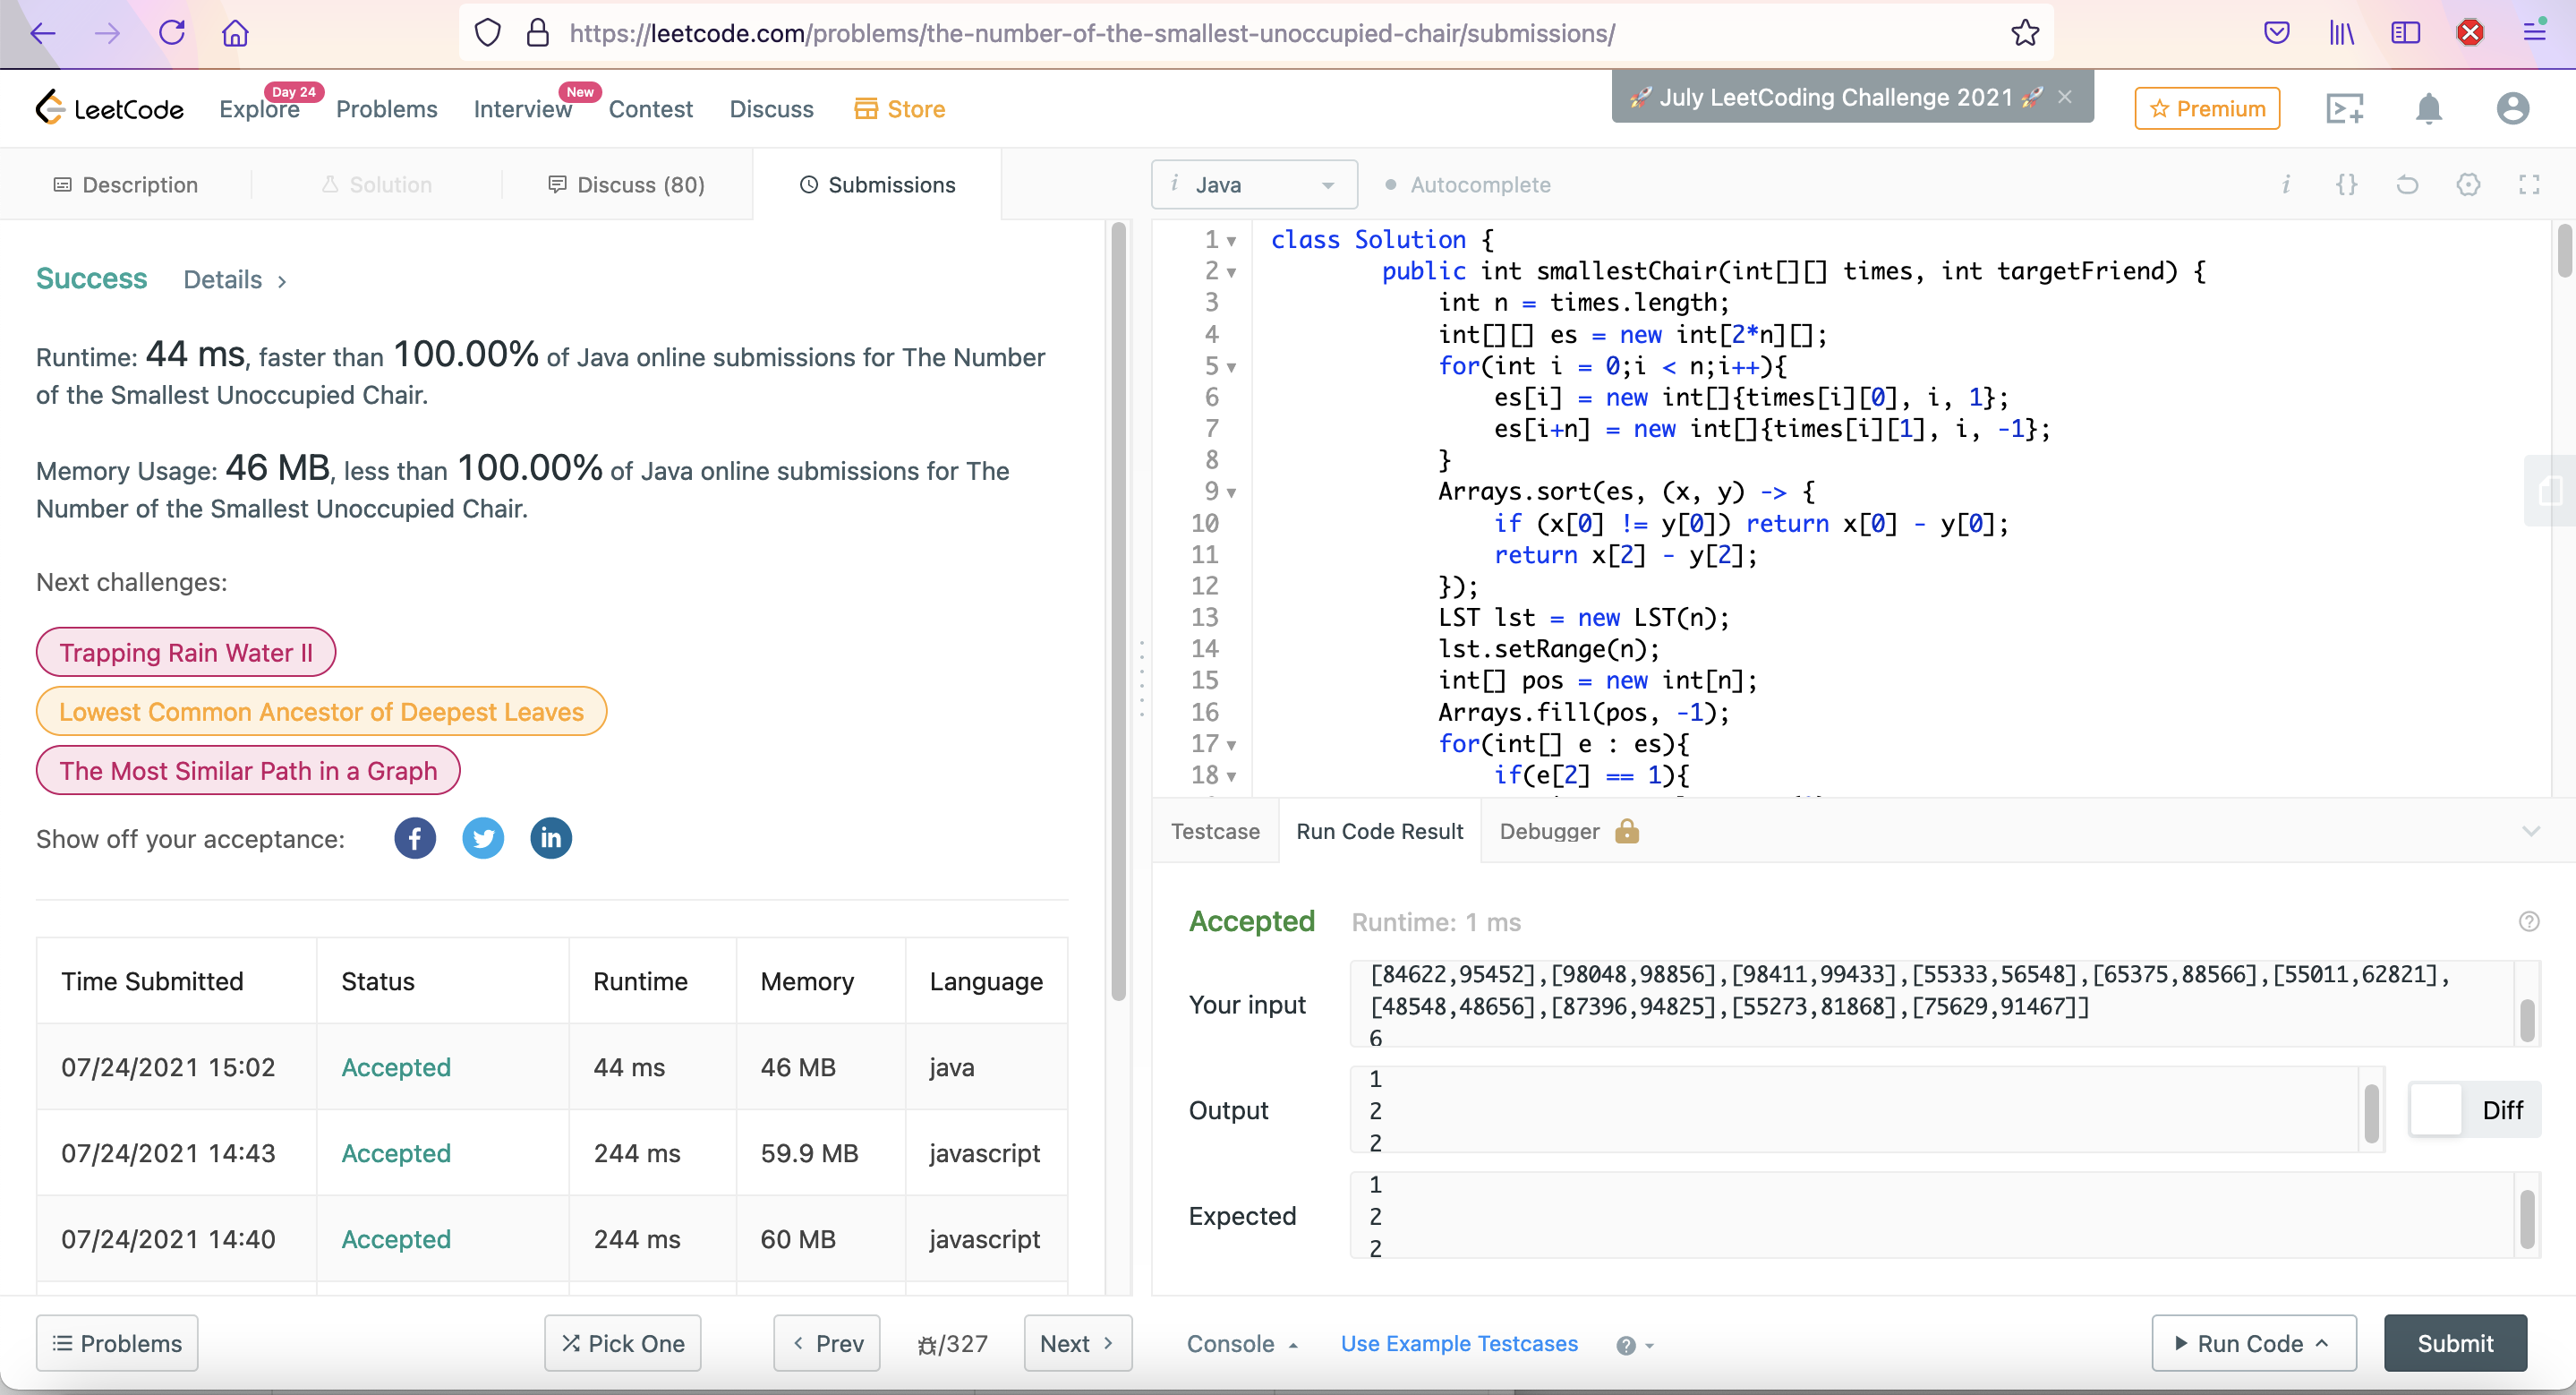 https://leetcode.com/problems/the-number-of-the-smallest-unoccupied-chair/submissions/
LeetCode
Explore
Day 24
Problems
Interview
New
Contest
Discuss
Store
🚀 July LeetCoding Challenge 2021 🚀 ×
Premium
Description
Solution
Discuss (80)
Submissions
i Java
Autocomplete
Success Details >
Runtime: 44 ms, faster than 100.00% of Java online submissions for The Number
of the Smallest Unoccupied Chair.
Memory Usage: 46 MB, less than 100.00% of Java online submissions for The
Number of the Smallest Unoccupied Chair.
Next challenges:
Trapping Rain Water II
Lowest Common Ancestor of Deepest Leaves
The Most Similar Path in a Graph
Show off your acceptance:
Time Submitted Status Runtime Memory Language
07/24/2021 15:02 Accepted 44 ms 46 MB java
07/24/2021 14:43 Accepted 244 ms 59.9 MB javascript
07/24/2021 14:40 Accepted 244 ms 60 MB javascript
1 class Solution {
2 public int smallestChair(int[][] times, int targetFriend) {
3 int n = times.length;
4 int[][] es = new int[2*n][];
5 for(int i = 0;i < n;i++){
6 es[i] = new int[]{times[i][0], i, 1};
7 es[i+n] = new int[]{times[i][1], i, -1};
8 }
9 Arrays.sort(es, (x, y) -> {
10 if (x[0] != y[0]) return x[0] - y[0];
11 return x[2] - y[2];
12 });
13 LST lst = new LST(n);
14 lst.setRange(n);
15 int[] pos = new int[n];
16 Arrays.fill(pos, -1);
17 for(int[] e : es){
18 if(e[2] == 1){
Testcase
Run Code Result
Debugger
Accepted Runtime: 1 ms
Your input
[84622,95452],[98048,98856],[98411,99433],[55333,56548],[65375,88566],[55011,62821],
[48548,48656],[87396,94825],[55273,81868],[75629,91467]]
6
Output
1
2
2
Diff
Expected
1
2
2
Problems
Pick One
< Prev
/327
Next >
Console
Use Example Testcases
Run Code
Submit